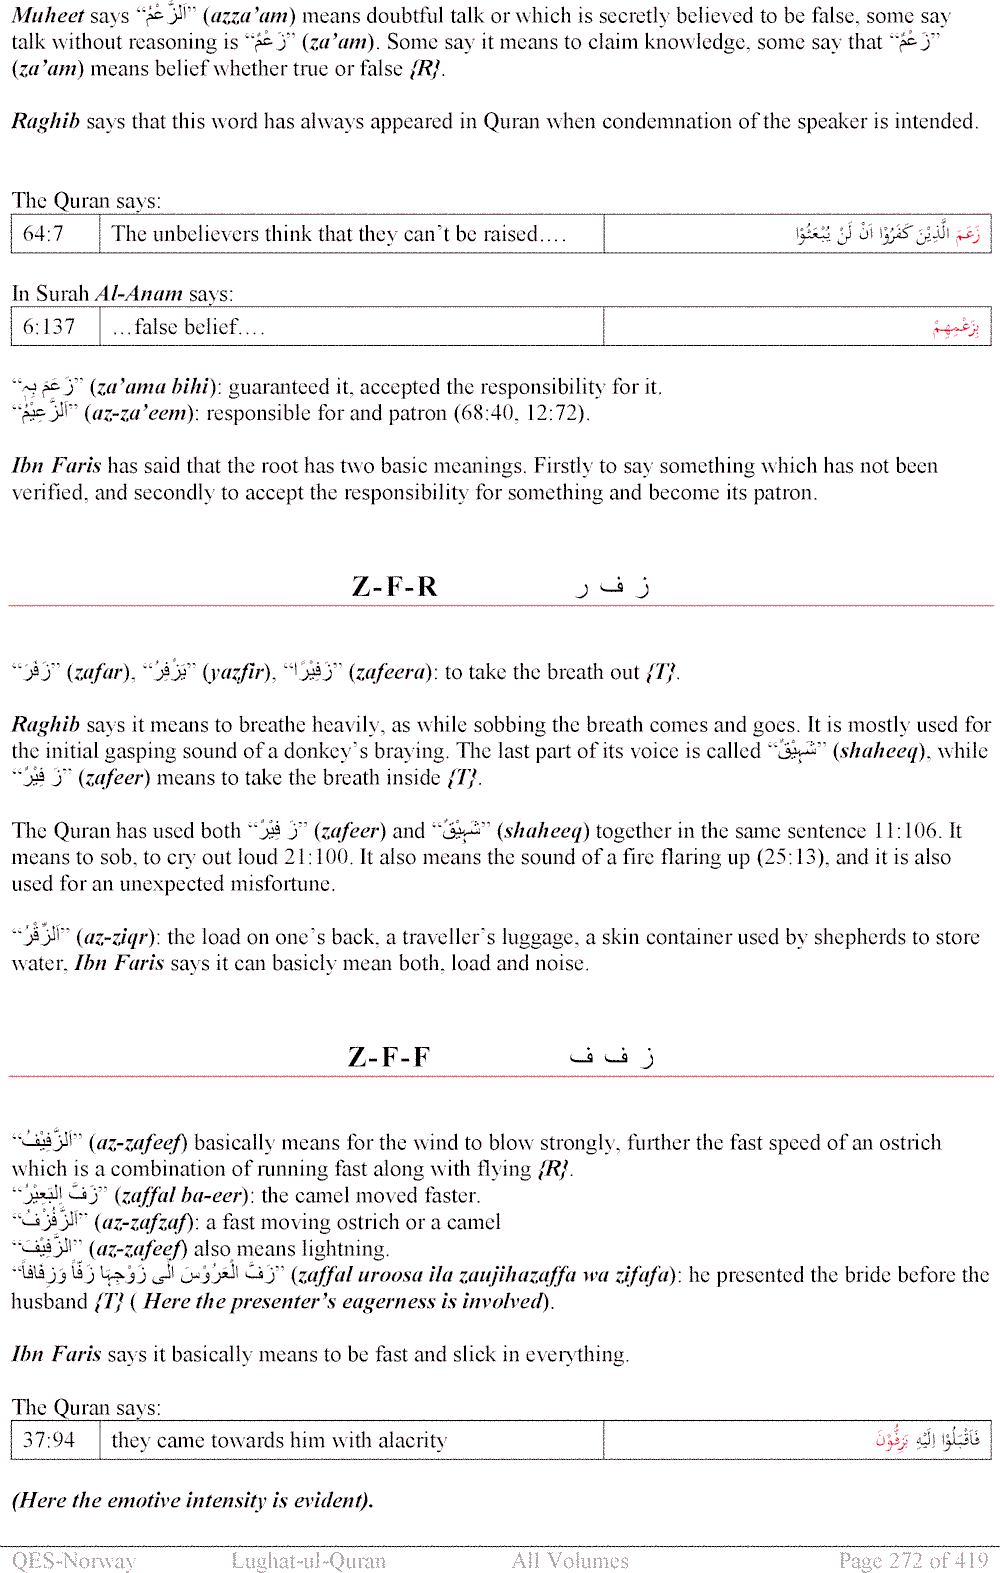 Muheet says “اَلزَّعْمُ” (azza’am) means doubtful talk or which is secretly believed to be false, some say
talk without reasoning is “زَعْمٌ” (za’am). Some say it means to claim knowledge, some say that “زَعْمٌ”
(za’am) means belief whether true or false {R}.
Raghib says that this word has always appeared in Quran when condemnation of the speaker is intended.
The Quran says:
64:7 The unbelievers think that they can’t be raised…. زَعَمَ الَّذِيْنَ كَفَرُوْا اَنْ لَنْ يُبْعَثُوْا
In Surah Al-Anam says:
6:137 …false belief…. بِزَعْمِهِمْ
“زَعَمَ بِہٖ” (za’ama bihi): guaranteed it, accepted the responsibility for it.
“اَلزَّعِيْمُ” (az-za’eem): responsible for and patron (68:40, 12:72).
Ibn Faris has said that the root has two basic meanings. Firstly to say something which has not been
verified, and secondly to accept the responsibility for something and become its patron.
Z-F-R ز ف ر
“زَفَرَ” (zafar), “يَزْفِرُ” (yazfir), “زَفِيْرًا” (zafeera): to take the breath out {T}.
Raghib says it means to breathe heavily, as while sobbing the breath comes and goes. It is mostly used for
the initial gasping sound of a donkey’s braying. The last part of its voice is called “شَہِيْقٌ” (shaheeq), while
“زَ فِيْرٌ” (zafeer) means to take the breath inside {T}.
The Quran has used both “زَ فِيْرٌ” (zafeer) and “شَہِيْقٌ” (shaheeq) together in the same sentence 11:106. It
means to sob, to cry out loud 21:100. It also means the sound of a fire flaring up (25:13), and it is also
used for an unexpected misfortune.
“اَلزِّقْرُ” (az-ziqr): the load on one’s back, a traveller’s luggage, a skin container used by shepherds to store
water, Ibn Faris says it can basicly mean both, load and noise.
Z-F-F ز ف ف
“اَلزَّفِيْفُ” (az-zafeef) basically means for the wind to blow strongly, further the fast speed of an ostrich
which is a combination of running fast along with flying {R}.
“زَفَّ الْبَعِيْرُ” (zaffal ba-eer): the camel moved faster.
“اَلزَّفْزَفُ” (az-zafzaf): a fast moving ostrich or a camel
“اَلزَّفِيْفَ” (az-zafeef) also means lightning.
“زَفَّ الْعَرُوْسَ اَلٰی زَوْجِہَا زَفّاً وَزِفَافاً” (zaffal uroosa ila zaujihazaffa wa zifafa): he presented the bride before the
husband {T} ( Here the presenter’s eagerness is involved).
Ibn Faris says it basically means to be fast and slick in everything.
The Quran says:
37:94 they came towards him with alacrity فَاَقْبَلُوْا اِلَيْهِ يَزِفُّوْنَ
(Here the emotive intensity is evident).
QES-Norway Lughat-ul-Quran All Volumes Page 272 of 419